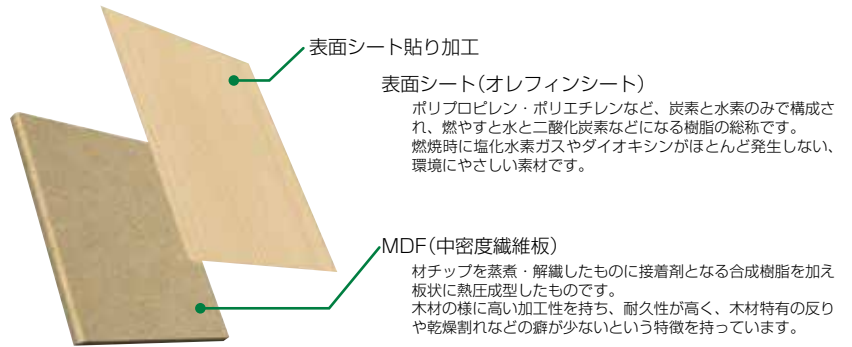 表面シート貼り加工
表面シート(オレフィンシート)
ポリプロピレン・ポリエチレンなど、炭素と水素のみで構成さ
れ、燃やすと水と二酸化炭素などになる樹脂の総称です。
燃焼時に塩化水素ガスやダイオキシンがほとんど発生しない、
環境にやさしい素材です。
MDF(中密度繊維板)
材チップを蒸煮・解繊したものに接着剤となる合成樹脂を加え
板状に熱圧成型したものです。
木材の様に高い加工性を持ち、耐久性が高く、木材特有の反り
や乾燥割れなどの癖が少ないという特徴を持っています。